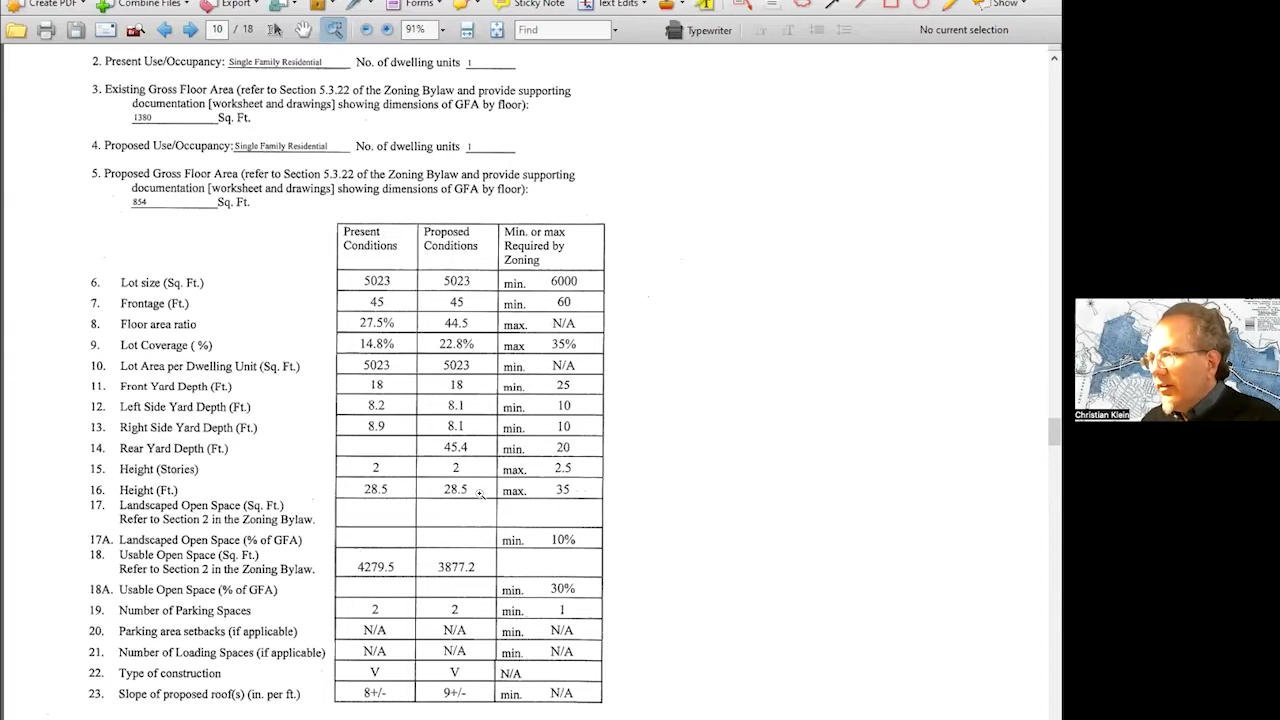 Create PDF Combine Files Export Forms Sticky Note Text Edits Show
10 / 18 91% Find Typewriter No current selection
2. Present Use/Occupancy: Single Family Residential No. of dwelling units 1
3. Existing Gross Floor Area (refer to Section 5.3.22 of the Zoning Bylaw and provide supporting
documentation [worksheet and drawings] showing dimensions of GFA by floor):
1380 Sq. Ft.
4. Proposed Use/Occupancy: Single Family Residential No. of dwelling units 1
5. Proposed Gross Floor Area (refer to Section 5.3.22 of the Zoning Bylaw and provide supporting
documentation [worksheet and drawings] showing dimensions of GFA by floor):
854 Sq. Ft.
Present Proposed Min. or max
Conditions Conditions Required by
Zoning
6. Lot size (Sq. Ft.) 5023 5023 min. 6000
7. Frontage (Ft.) 45 45 min. 60
8. Floor area ratio 27.5% 44.5 max. N/A
9. Lot Coverage ( %) 14.8% 22.8% max 35%
10. Lot Area per Dwelling Unit (Sq. Ft.) 5023 5023 min. N/A
11. Front Yard Depth (Ft.) 18 18 min. 25
12. Left Side Yard Depth (Ft.) 8.2 8.1 min. 10
13. Right Side Yard Depth (Ft.) 8.9 8.1 min. 10
14. Rear Yard Depth (Ft.) 45.4 min. 20
15. Height (Stories) 2 2 max. 2.5
16. Height (Ft.) 28.5 28.5 max. 35
17. Landscaped Open Space (Sq. Ft.)
Refer to Section 2 in the Zoning Bylaw.
17A. Landscaped Open Space (% of GFA) min. 10%
18. Usable Open Space (Sq. Ft.)
Refer to Section 2 in the Zoning Bylaw. 4279.5 3877.2
18A. Usable Open Space (% of GFA) min. 30%
19. Number of Parking Spaces 2 2 min. 1
20. Parking area setbacks (if applicable) N/A N/A min. N/A
21. Number of Loading Spaces (if applicable) N/A N/A min. N/A
22. Type of construction V V N/A
23. Slope of proposed roof(s) (in. per ft.) 8+/- 9+/- min. N/A
Christian Klein